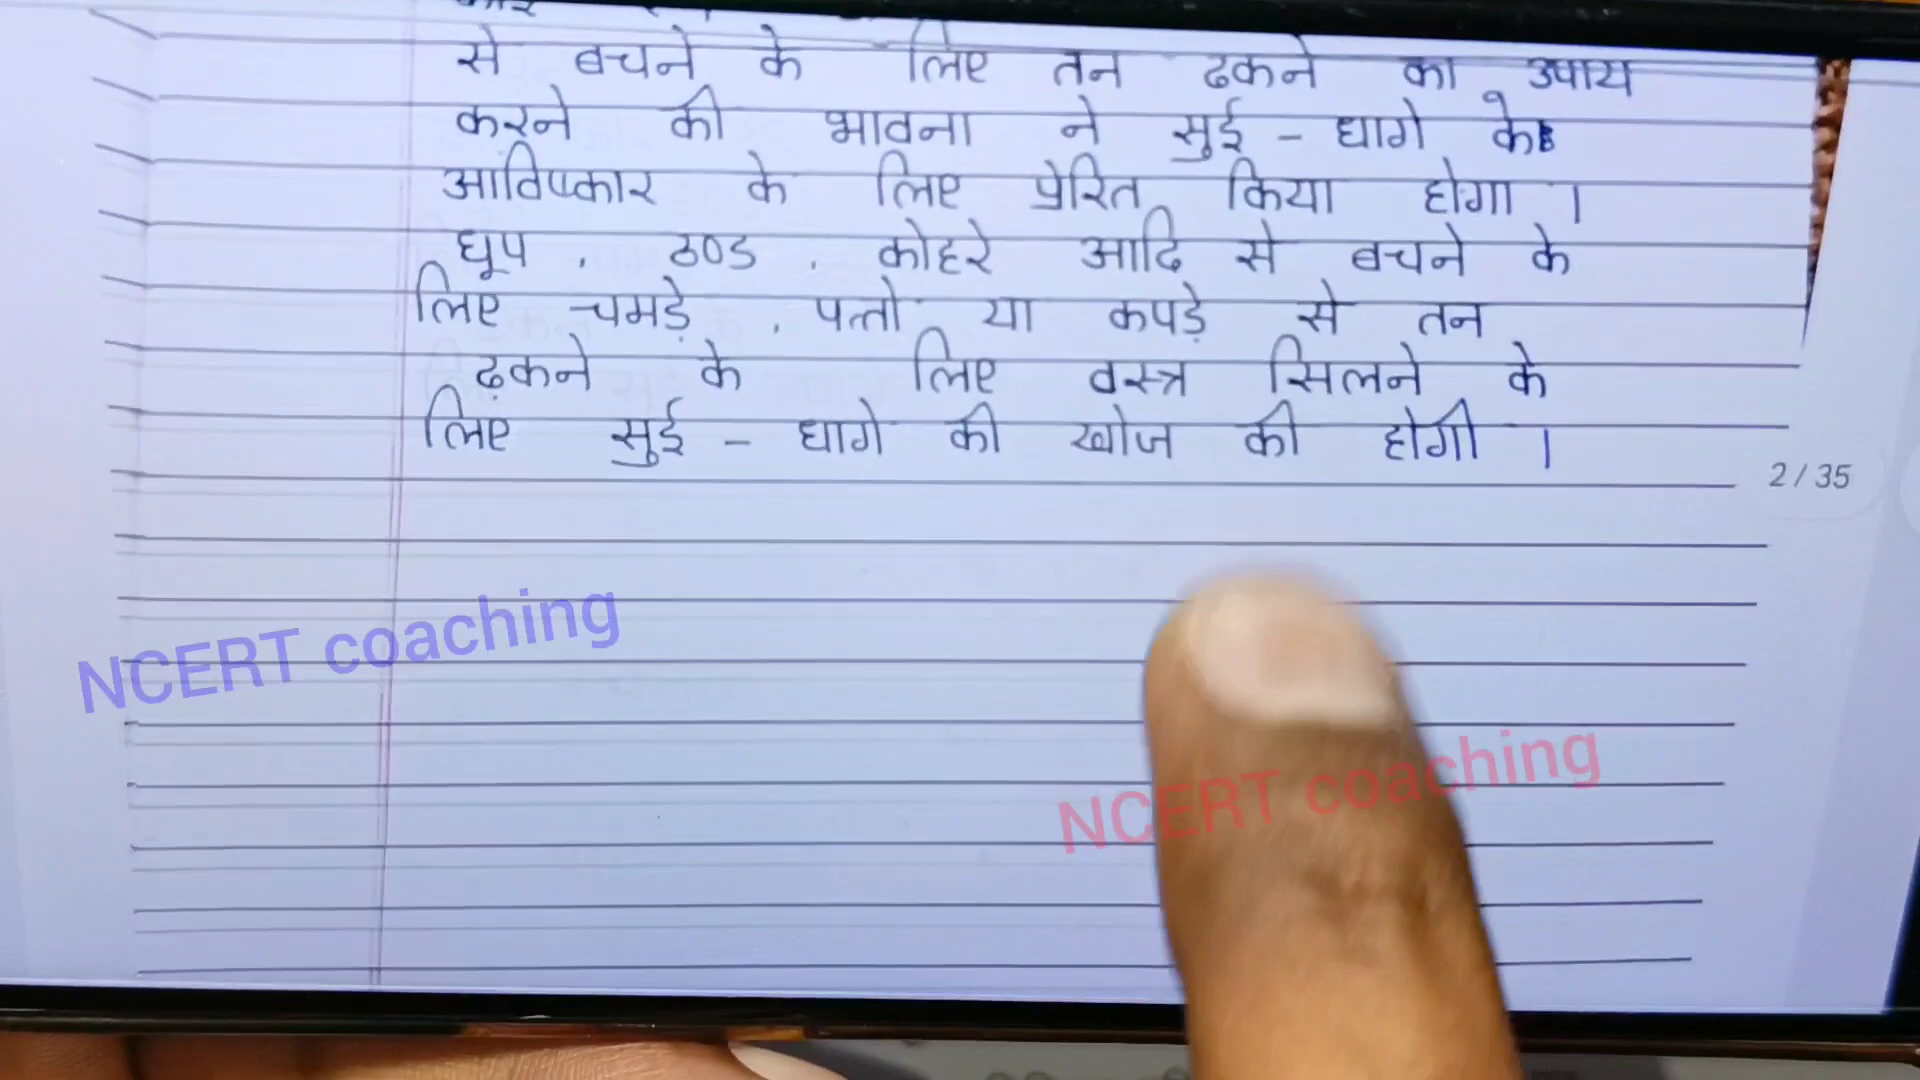 से बचने के लिए तन ढकने का उपाय
करने की भावना ने सुई - धागे के
आविष्कार के लिए प्रेरित किया होगा ।
धूप , ठण्ड , कोहरे आदि से बचने के
लिए चमड़े , पत्तो या कपड़े से तन
ढ़कने के लिए वस्त्र सिलने के
लिए सुई - धागे की खोज की होगी ।
2 / 35
NCERT coaching
NCERT coaching